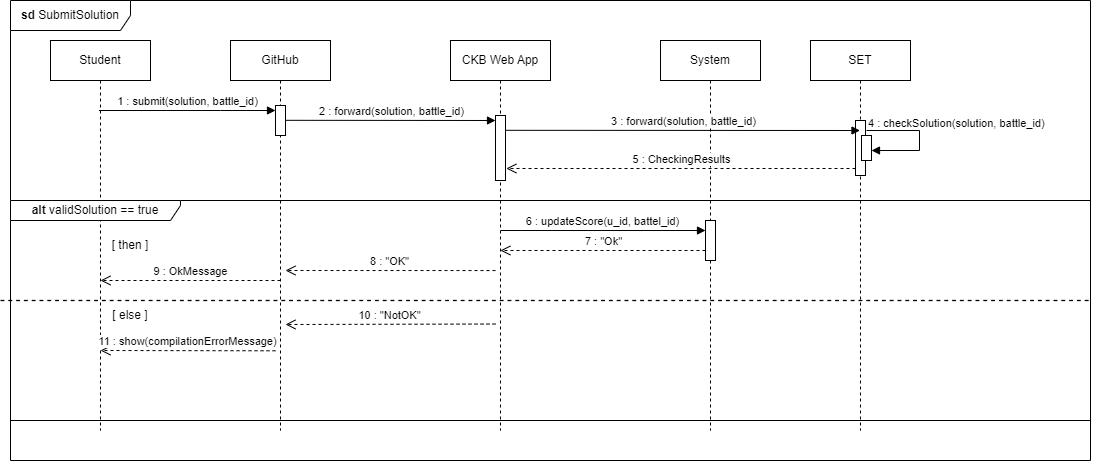 sd SubmitSolution
Student
GitHub
CKB Web App
System
SET
1 : submit(solution, battle_id)
2 : forward(solution, battle_id)
3 : forward(solution, battle_id)
4 : checkSolution(solution, battle_id)
5 : CheckingResults
alt validSolution == true
6 : updateScore(u_id, battel_id)
[ then ]
7 : "Ok"
8 : "OK"
9 : OkMessage
[ else ]
10 : "NotOK"
11 : show(compilationErrorMessage)